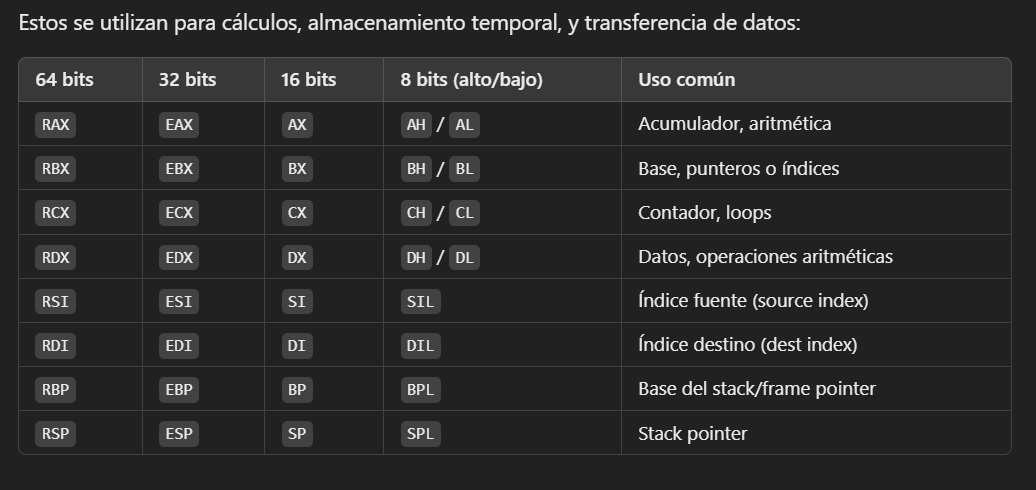 Estos se utilizan para cálculos, almacenamiento temporal, y transferencia de datos:
64 bits 32 bits 16 bits 8 bits (alto/bajo) Uso común
RAX EAX AX AH / AL Acumulador, aritmética
RBX EBX BX BH / BL Base, punteros o índices
RCX ECX CX CH / CL Contador, loops
RDX EDX DX DH / DL Datos, operaciones aritméticas
RSI ESI SI SIL Índice fuente (source index)
RDI EDI DI DIL Índice destino (dest index)
RBP EBP BP BPL Base del stack/frame pointer
RSP ESP SP SPL Stack pointer